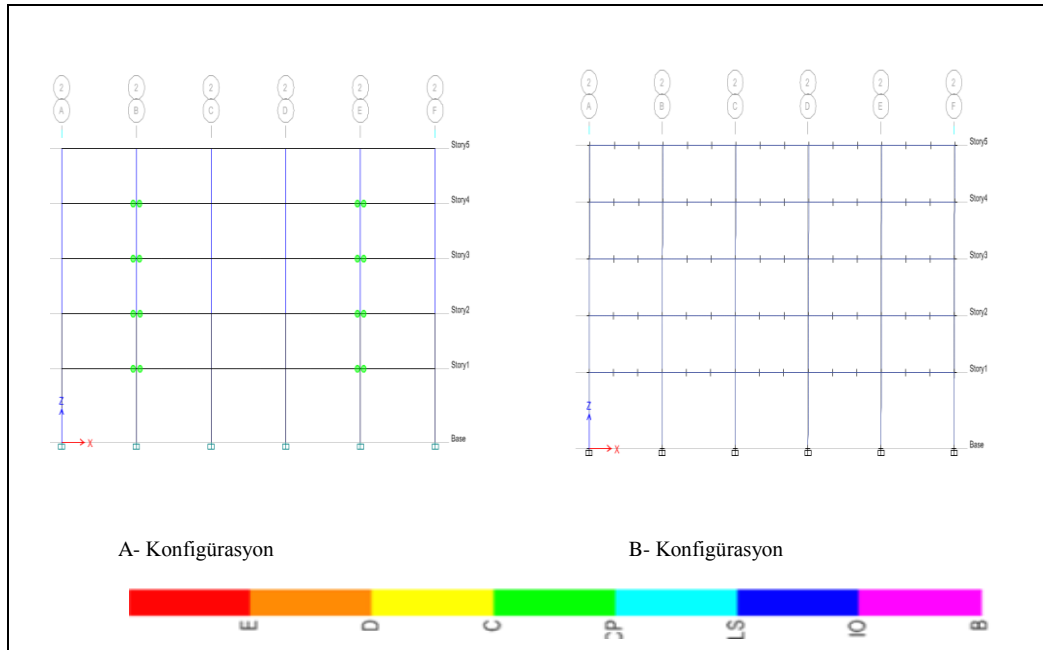 2 2 2 2 2 2
A B C D E F
Story5
Story4
Story3
Story2
Story1
Z
X
Base
2 2 2 2 2 2
A B C D E F
Story5
Story4
Story3
Story2
Story1
Z
X
Base
A- Konfigürasyon
B- Konfigürasyon
E D C CP LS IO B